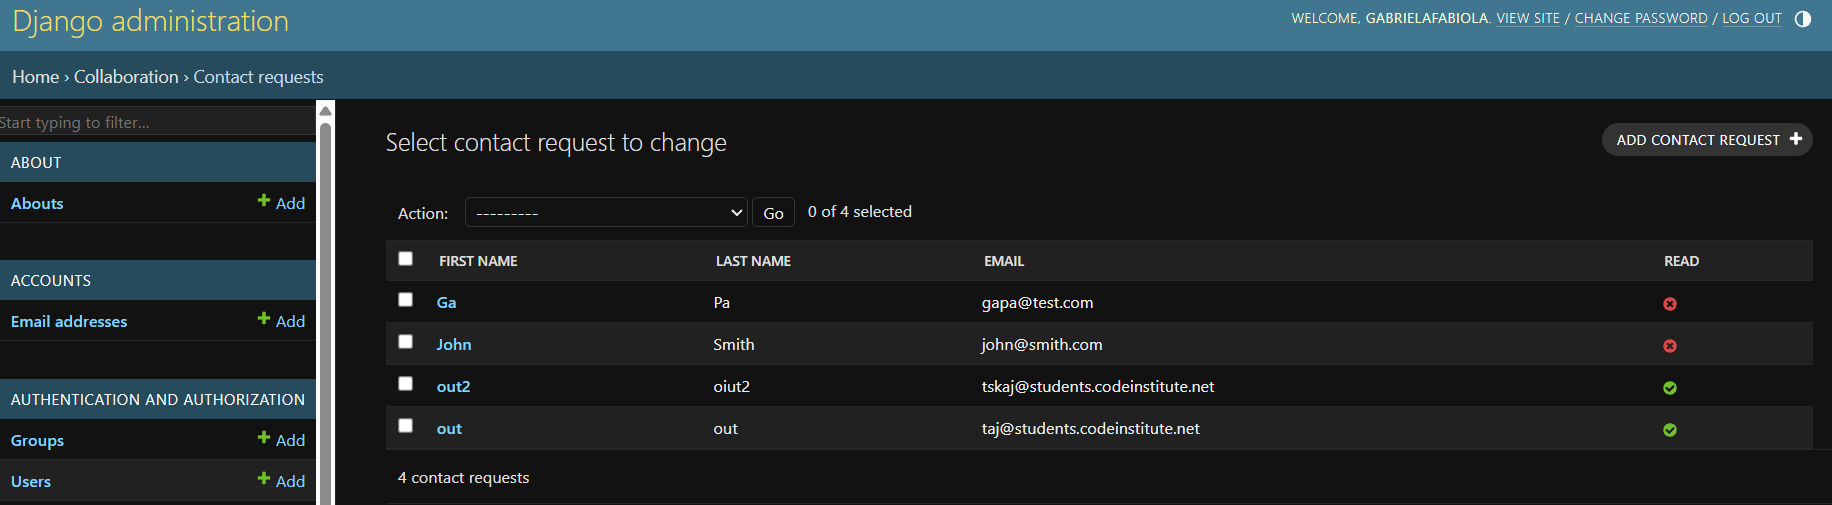 Django administration
WELCOME, GABRIELAFABIOLA. VIEW SITE / CHANGE PASSWORD / LOG OUT
Home › Collaboration › Contact requests
Start typing to filter...
ABOUT
Abouts + Add
ACCOUNTS
Email addresses + Add
AUTHENTICATION AND AUTHORIZATION
Groups + Add
Users + Add
Select contact request to change
ADD CONTACT REQUEST +
Action: --------- Go 0 of 4 selected
FIRST NAME LAST NAME EMAIL READ
Ga Pa gapa@test.com
John Smith john@smith.com
out2 oiut2 tskaj@students.codeinstitute.net
out out taj@students.codeinstitute.net
4 contact requests